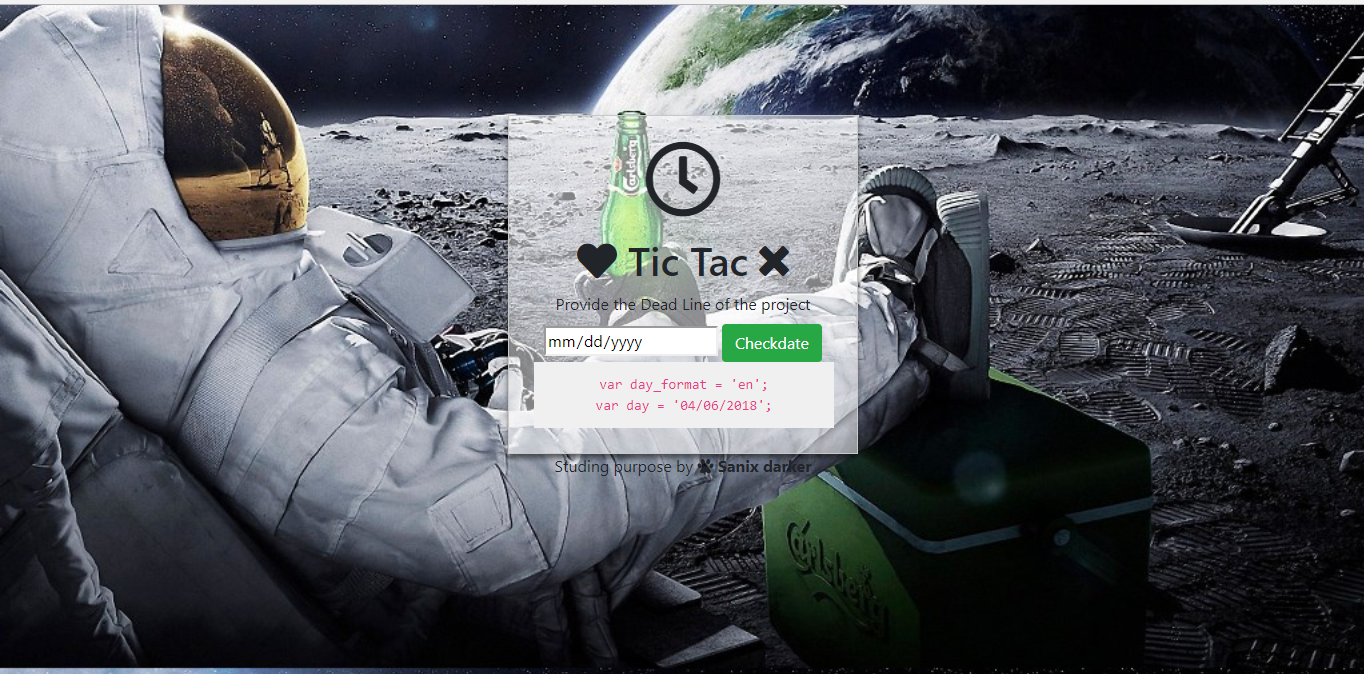 Carlsberg
Tic Tac
Provide the Dead Line of the project
mm/dd/yyyy Checkdate
var day_format = 'en';
var day = '04/06/2018';
Studing purpose by Sanix darker
Carlsberg